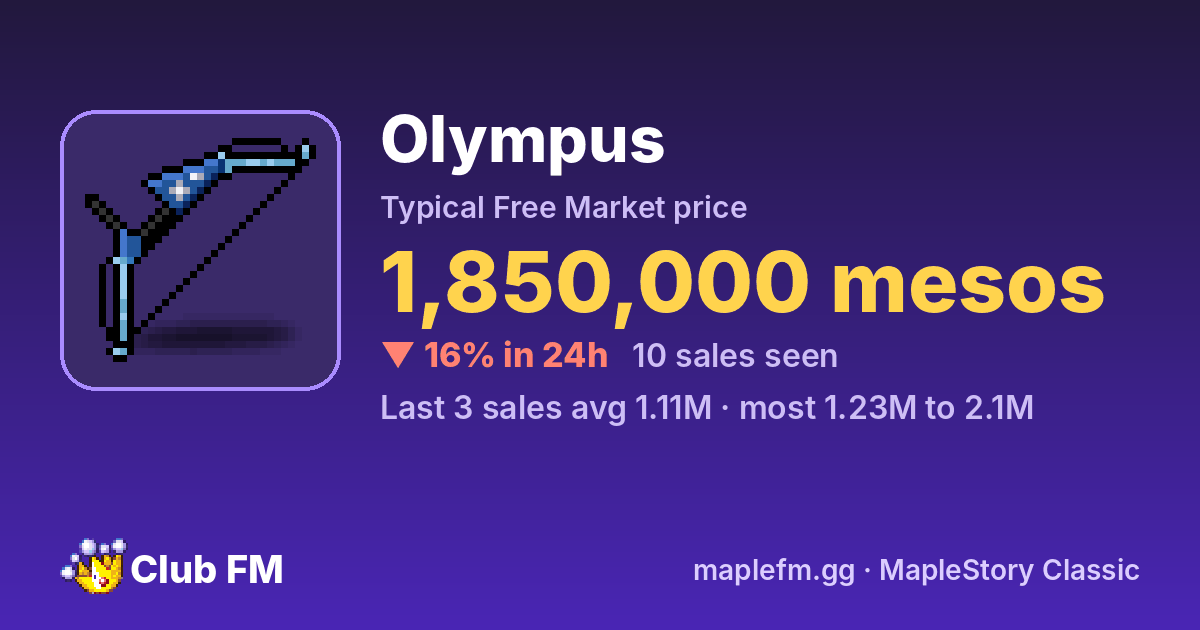 Olympus
Typical Free Market price
1,850,000 mesos
▼ 16% in 24h 10 sales seen
Last 3 sales avg 1.11M · most 1.23M to 2.1M
Club FM
maplefm.gg · MapleStory Classic